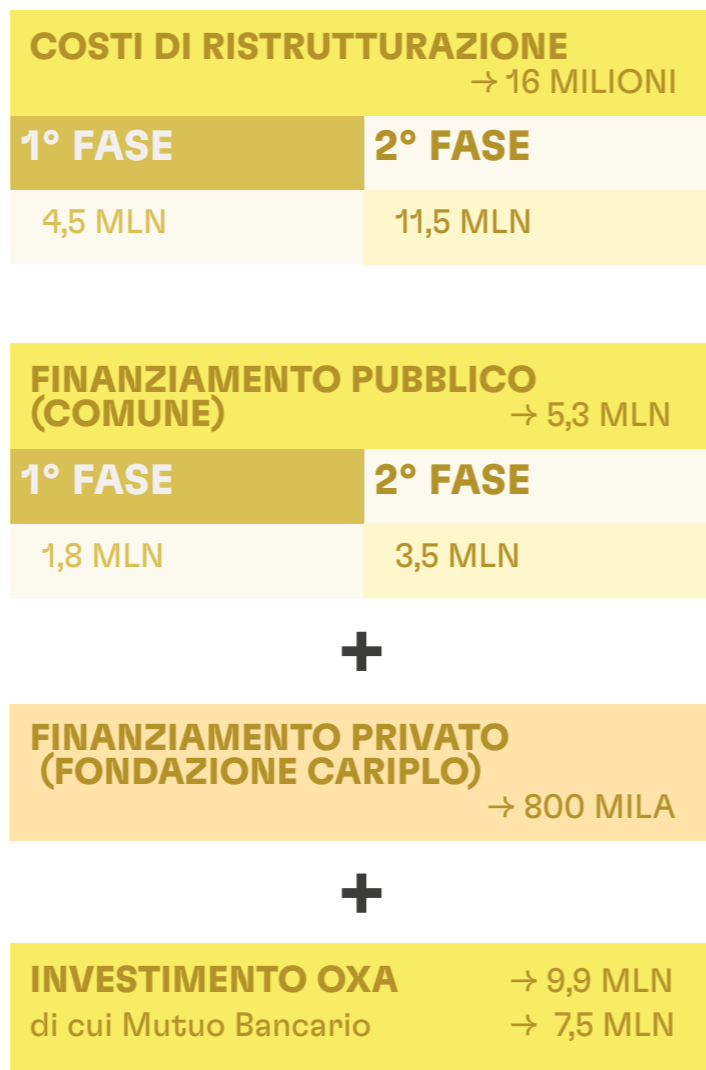 COSTI DI RISTRUTTURAZIONE
→ 16 MILIONI
1° FASE 2° FASE
4,5 MLN 11,5 MLN
FINANZIAMENTO PUBBLICO
(COMUNE) → 5,3 MLN
1° FASE 2° FASE
1,8 MLN 3,5 MLN
+
FINANZIAMENTO PRIVATO
(FONDAZIONE CARIPLO)
→ 800 MILA
+
INVESTIMENTO OXA → 9,9 MLN
di cui Mutuo Bancario → 7,5 MLN